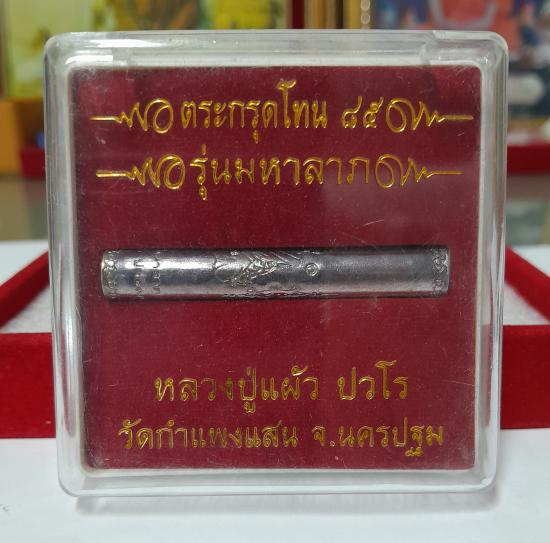 ตระกรุดโทน ๘๕
รุ่นมหาลาภ
หลวงปู่แผ้ว ปวโร
วัดกำแพงแสน จ.นครปฐม